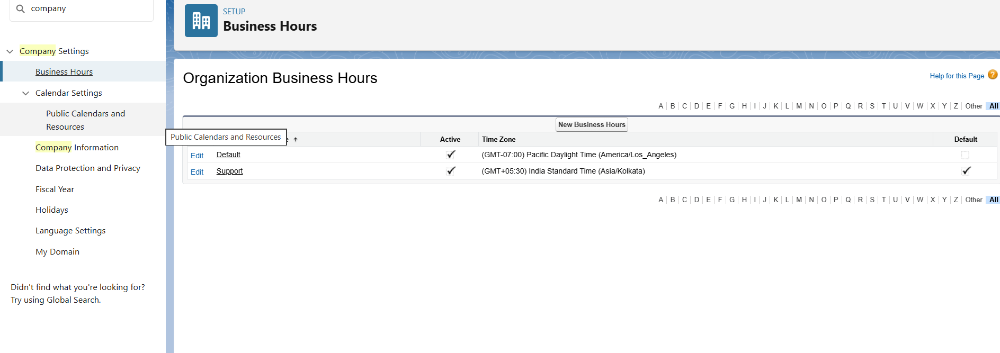 company
Company Settings
Business Hours
Calendar Settings
Public Calendars and
Resources
Company Information
Data Protection and Privacy
Fiscal Year
Holidays
Language Settings
My Domain
Didn't find what you're looking for?
Try using Global Search.
SETUP
Business Hours
Organization Business Hours
Help for this Page ?
A | B | C | D | E | F | G | H | I | J | K | L | M | N | O | P | Q | R | S | T | U | V | W | X | Y | Z | Other | All
New Business Hours
Public Calendars and Resources
Active Time Zone Default
Edit Default (GMT-07:00) Pacific Daylight Time (America/Los_Angeles)
Edit Support (GMT+05:30) India Standard Time (Asia/Kolkata)
A | B | C | D | E | F | G | H | I | J | K | L | M | N | O | P | Q | R | S | T | U | V | W | X | Y | Z | Other | All